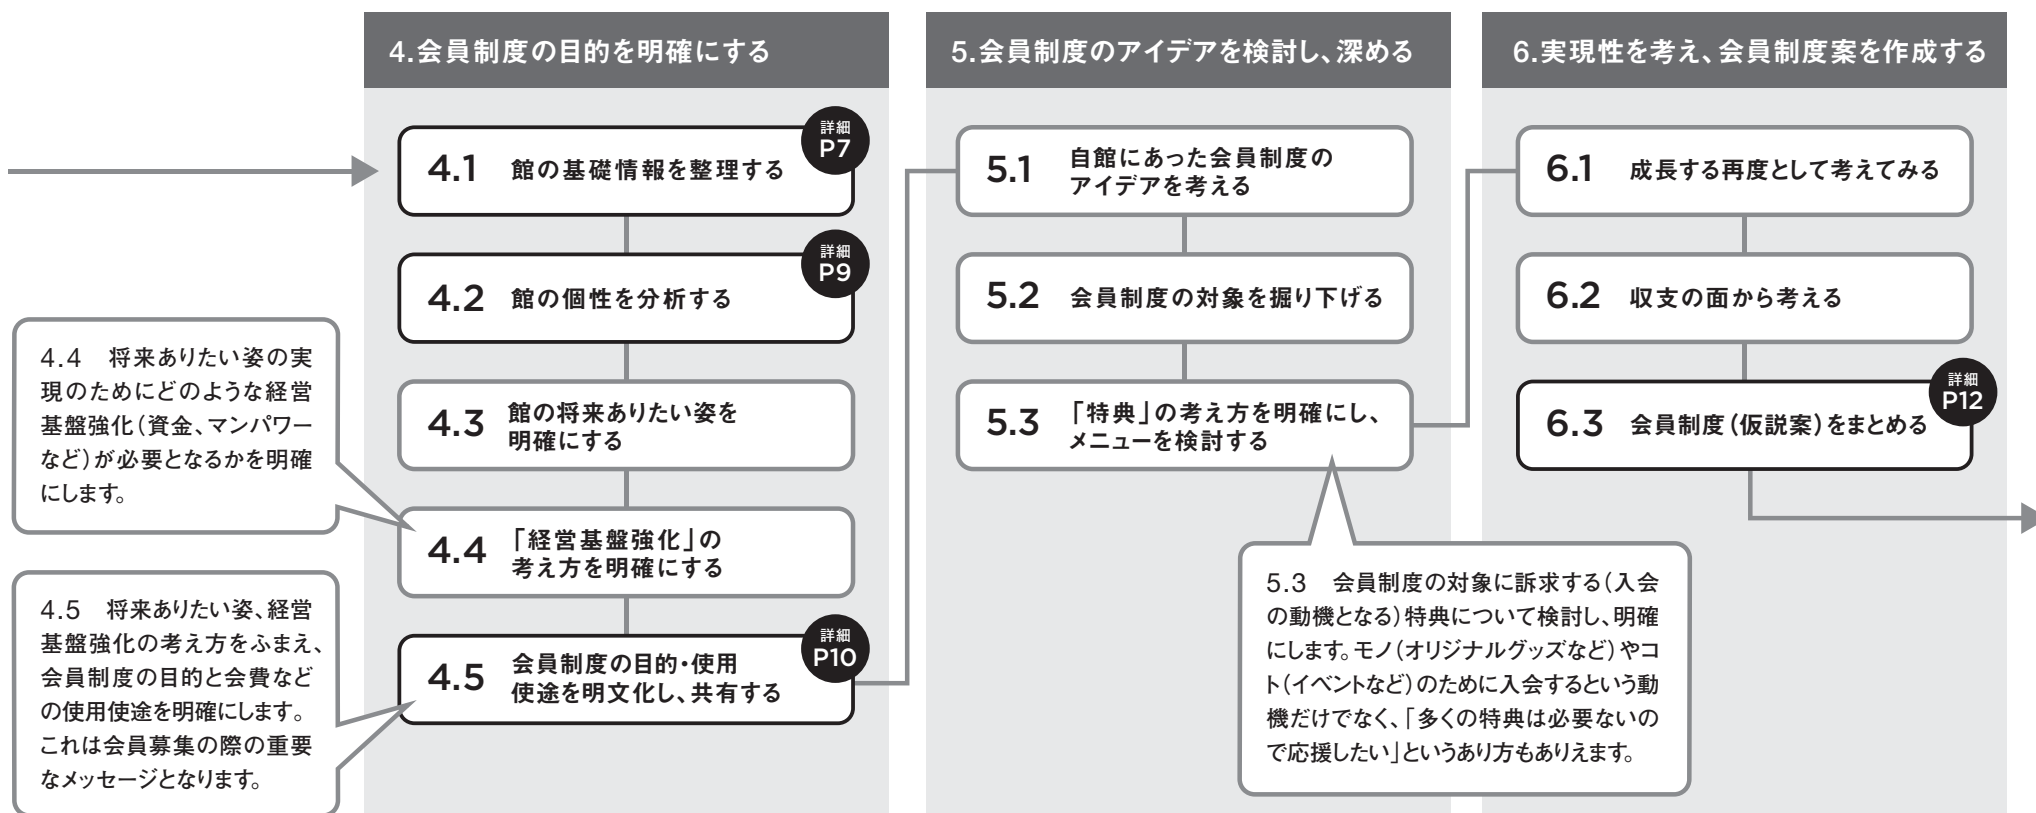 4.会員制度の目的を明確にする
4.1 館の基礎情報を整理する
詳細
P7
4.2 館の個性を分析する
詳細
P9
4.3 館の将来ありたい姿を
明確にする
4.4 「経営基盤強化」の
考え方を明確にする
4.5 会員制度の目的・使用
使途を明文化し、共有する
詳細
P10
4.4 将来ありたい姿の実
現のためにどのような経営
基盤強化（資金、マンパワー
など）が必要となるかを明確
にします。
4.5 将来ありたい姿、経営
基盤強化の考え方をふまえ、
会員制度の目的と会費など
の使用使途を明確にします。
これは会員募集の際の重要
なメッセージとなります。
5.会員制度のアイデアを検討し、深める
5.1 自館にあった会員制度の
アイデアを考える
5.2 会員制度の対象を掘り下げる
5.3 「特典」の考え方を明確にし、
メニューを検討する
5.3 会員制度の対象に訴求する（入会
の動機となる）特典について検討し、明確
にします。モノ（オリジナルグッズなど）やコ
ト（イベントなど）のために入会するという動
機だけでなく、「多くの特典は必要ないの
で応援したい」というあり方もありえます。
6.実現性を考え、会員制度案を作成する
6.1 成長する再度として考えてみる
6.2 収支の面から考える
6.3 会員制度（仮説案）をまとめる
詳細
P12